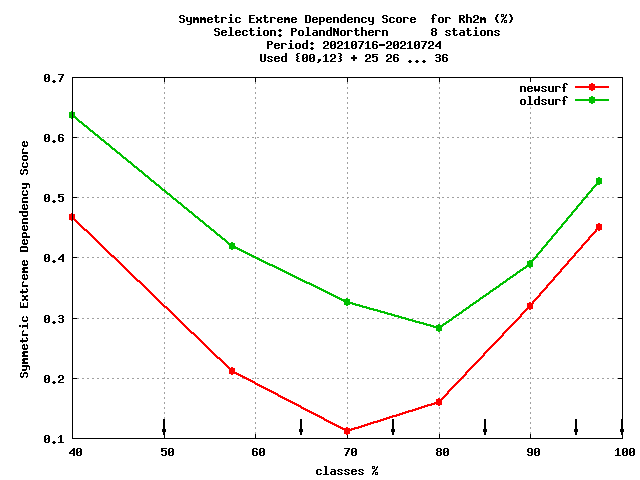 Symmetric Extreme Dependency Score  for Rh2m (%)
Selection: PolandNorthern      8 stations
Period: 20210716-20210724
Used {00,12} + 25 26 ... 36
newsurf
oldsurf
Symmetric Extreme Dependency Score
0.7
0.6
0.5
0.4
0.3
0.2
0.1
40 50 60 70 80 90 100
classes %